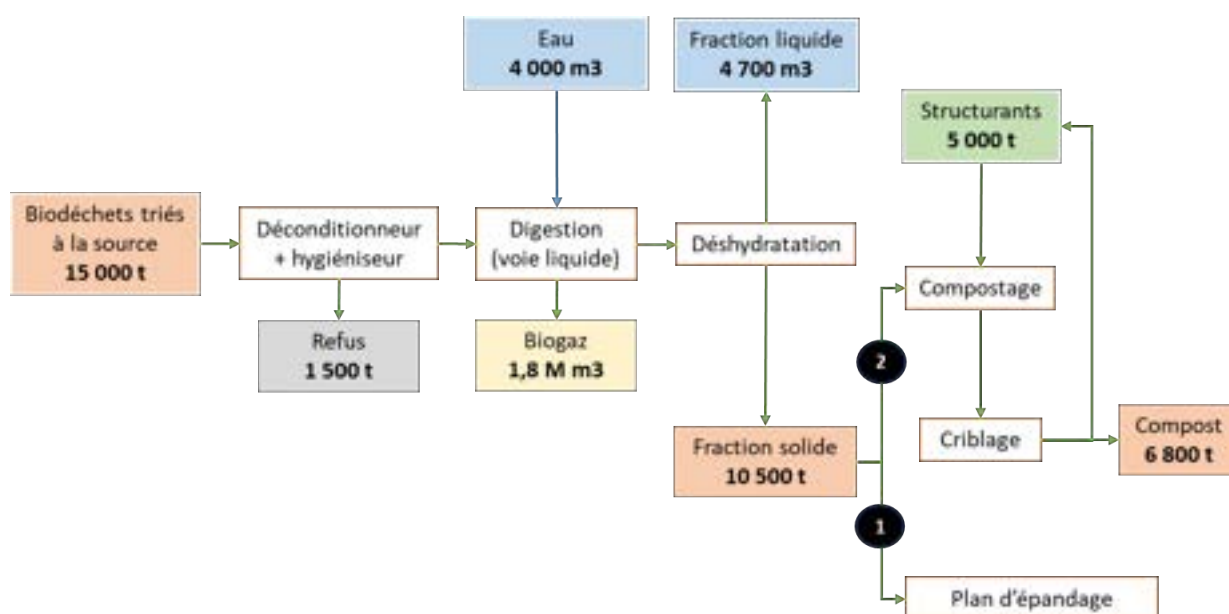 Eau
4 000 m3
Fraction liquide
4 700 m3
Structurants
5 000 t
Biodéchets triés
à la source
15 000 t
Déconditionneur
+ hygiéniseur
Digestion
(voie liquide)
Déshydratation
Compostage
Refus
1 500 t
Biogaz
1,8 M m3
2
Fraction solide
10 500 t
Criblage
Compost
6 800 t
1
Plan d'épandage